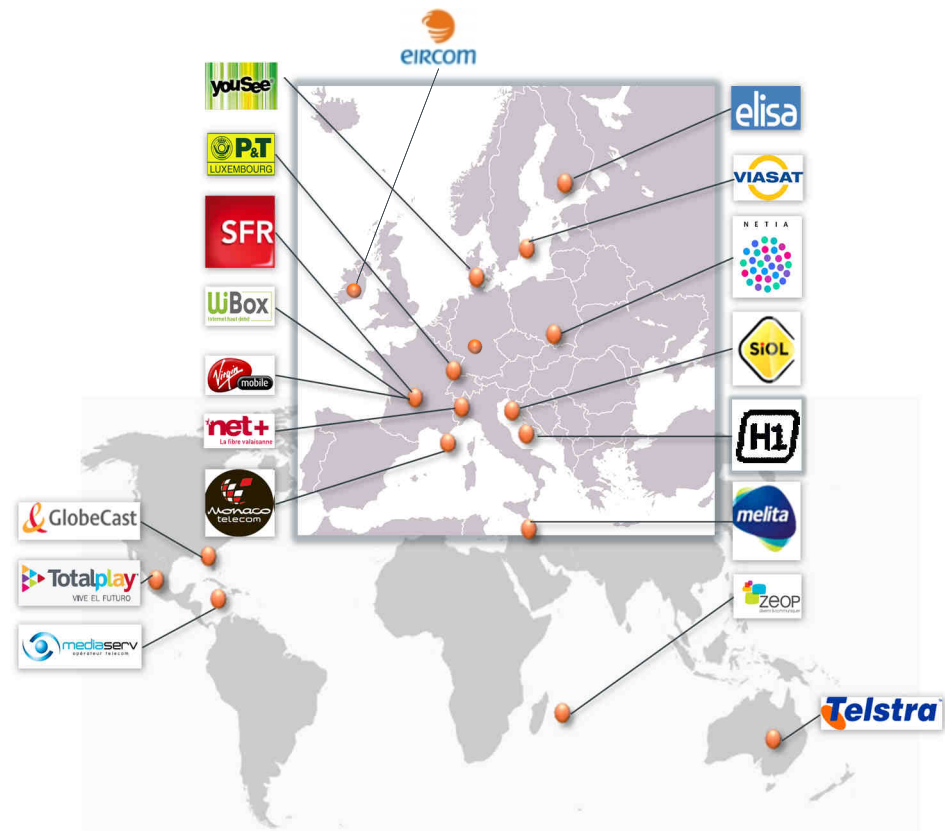 eircom
youSee
elisa
P&T
LUXEMBOURG
VIASAT
SFR
NETIA
WiBox
Internet haut débit
SiOL
Virgin
mobile
net+
La fibre valaisanne
H1
Monaco
telecom
GlobeCast
melita
Totalplay
VIVE EL FUTURO
zeop
mediaserv
opérateur telecom
Telstra